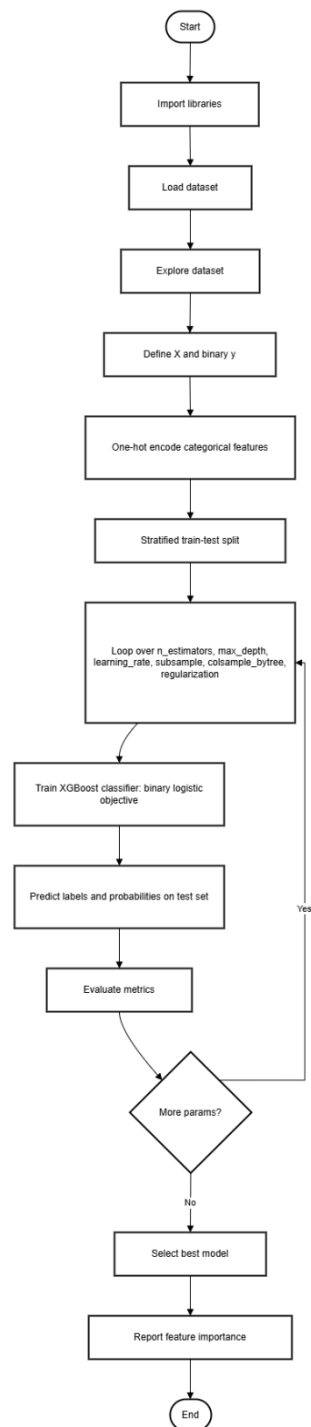 Start
Import libraries
Load dataset
Explore dataset
Define X and binary y
One-hot encode categorical features
Stratified train-test split
Loop over n_estimators, max_depth,
learning_rate, subsample, colsample_bytree,
regularization
Train XGBoost classifier: binary logistic
objective
Predict labels and probabilities on test set
Yes
Evaluate metrics
More params?
No
Select best model
Report feature importance
End